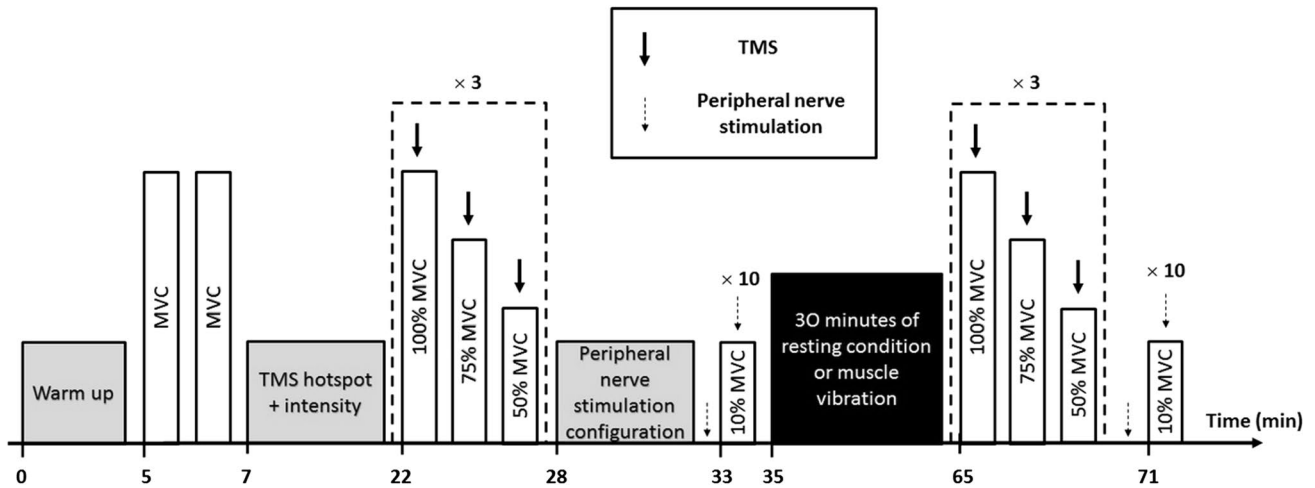 TMS
Peripheral nerve
stimulation
× 3
× 3
100% MVC
75% MVC
50% MVC
MVC
MVC
Warm up
TMS hotspot
+ intensity
Peripheral
nerve
stimulation
configuration
× 10
10% MVC
3O minutes of
resting condition
or muscle
vibration
100% MVC
75% MVC
50% MVC
× 10
10% MVC
Time (min)
0
5
7
22
28
33
35
65
71